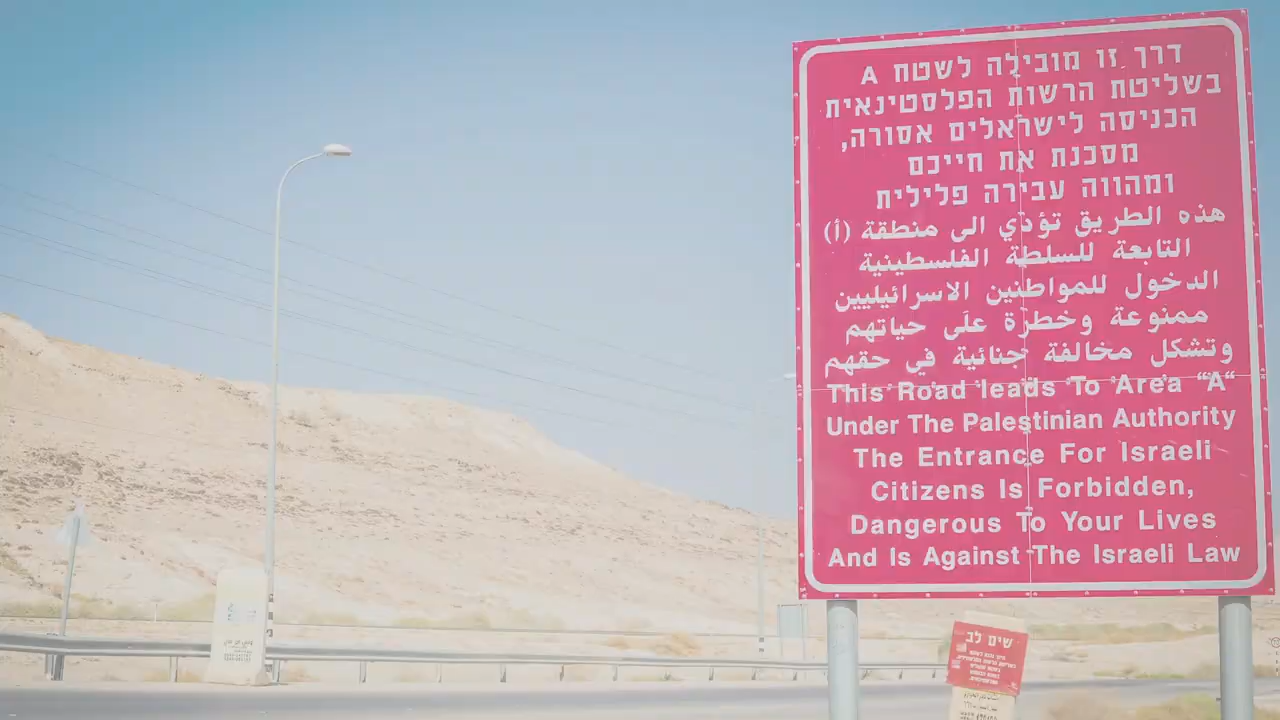 דרך זו מובילה לשטח A
בשליטת הרשות הפלסטינאית
הכניסה לישראלים אסורה,
מסכנת את חייכם
ומהווה עבירה פלילית
هذه الطريق تؤدي الى منطقة (أ)
التابعة للسلطة الفلسطينية
الدخول للمواطنين الاسرائيليين
ممنوعة وخطرة على حياتهم
وتشكل مخالفة جنائية في حقهم
This Road leads To Area "A"
Under The Palestinian Authority
The Entrance For Israeli
Citizens Is Forbidden,
Dangerous To Your Lives
And Is Against The Israeli Law
שים לב